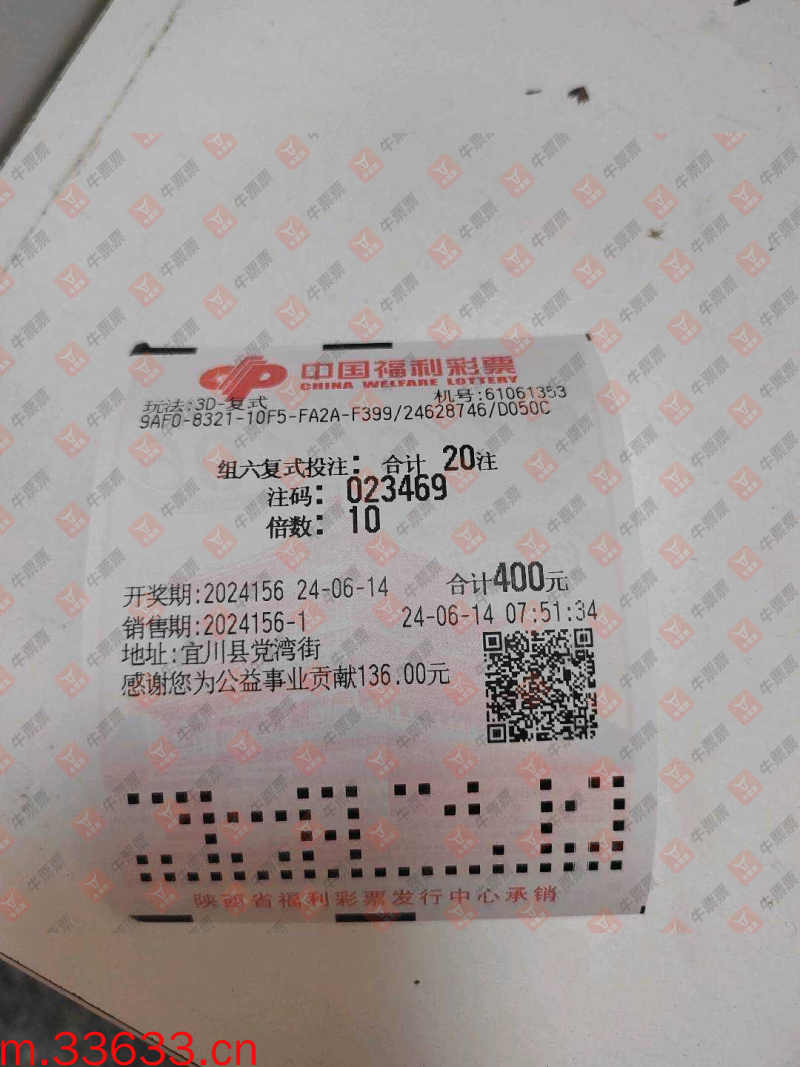 中国福利彩票
CHINA WELFARE LOTTERY
玩法:3D-复式 机号:61061353
9AF0-8321-10F5-FA2A-F399/24628746/D050C
组六复式投注: 合计 20注
注码: 023469
倍数: 10
开奖期:2024156 24-06-14 合计400元
销售期:2024156-1 24-06-14 07:51:34
地址:宜川县党湾街
感谢您为公益事业贡献136.00元
陕西省福利彩票发行中心承销
牛票票
m.33633.cn